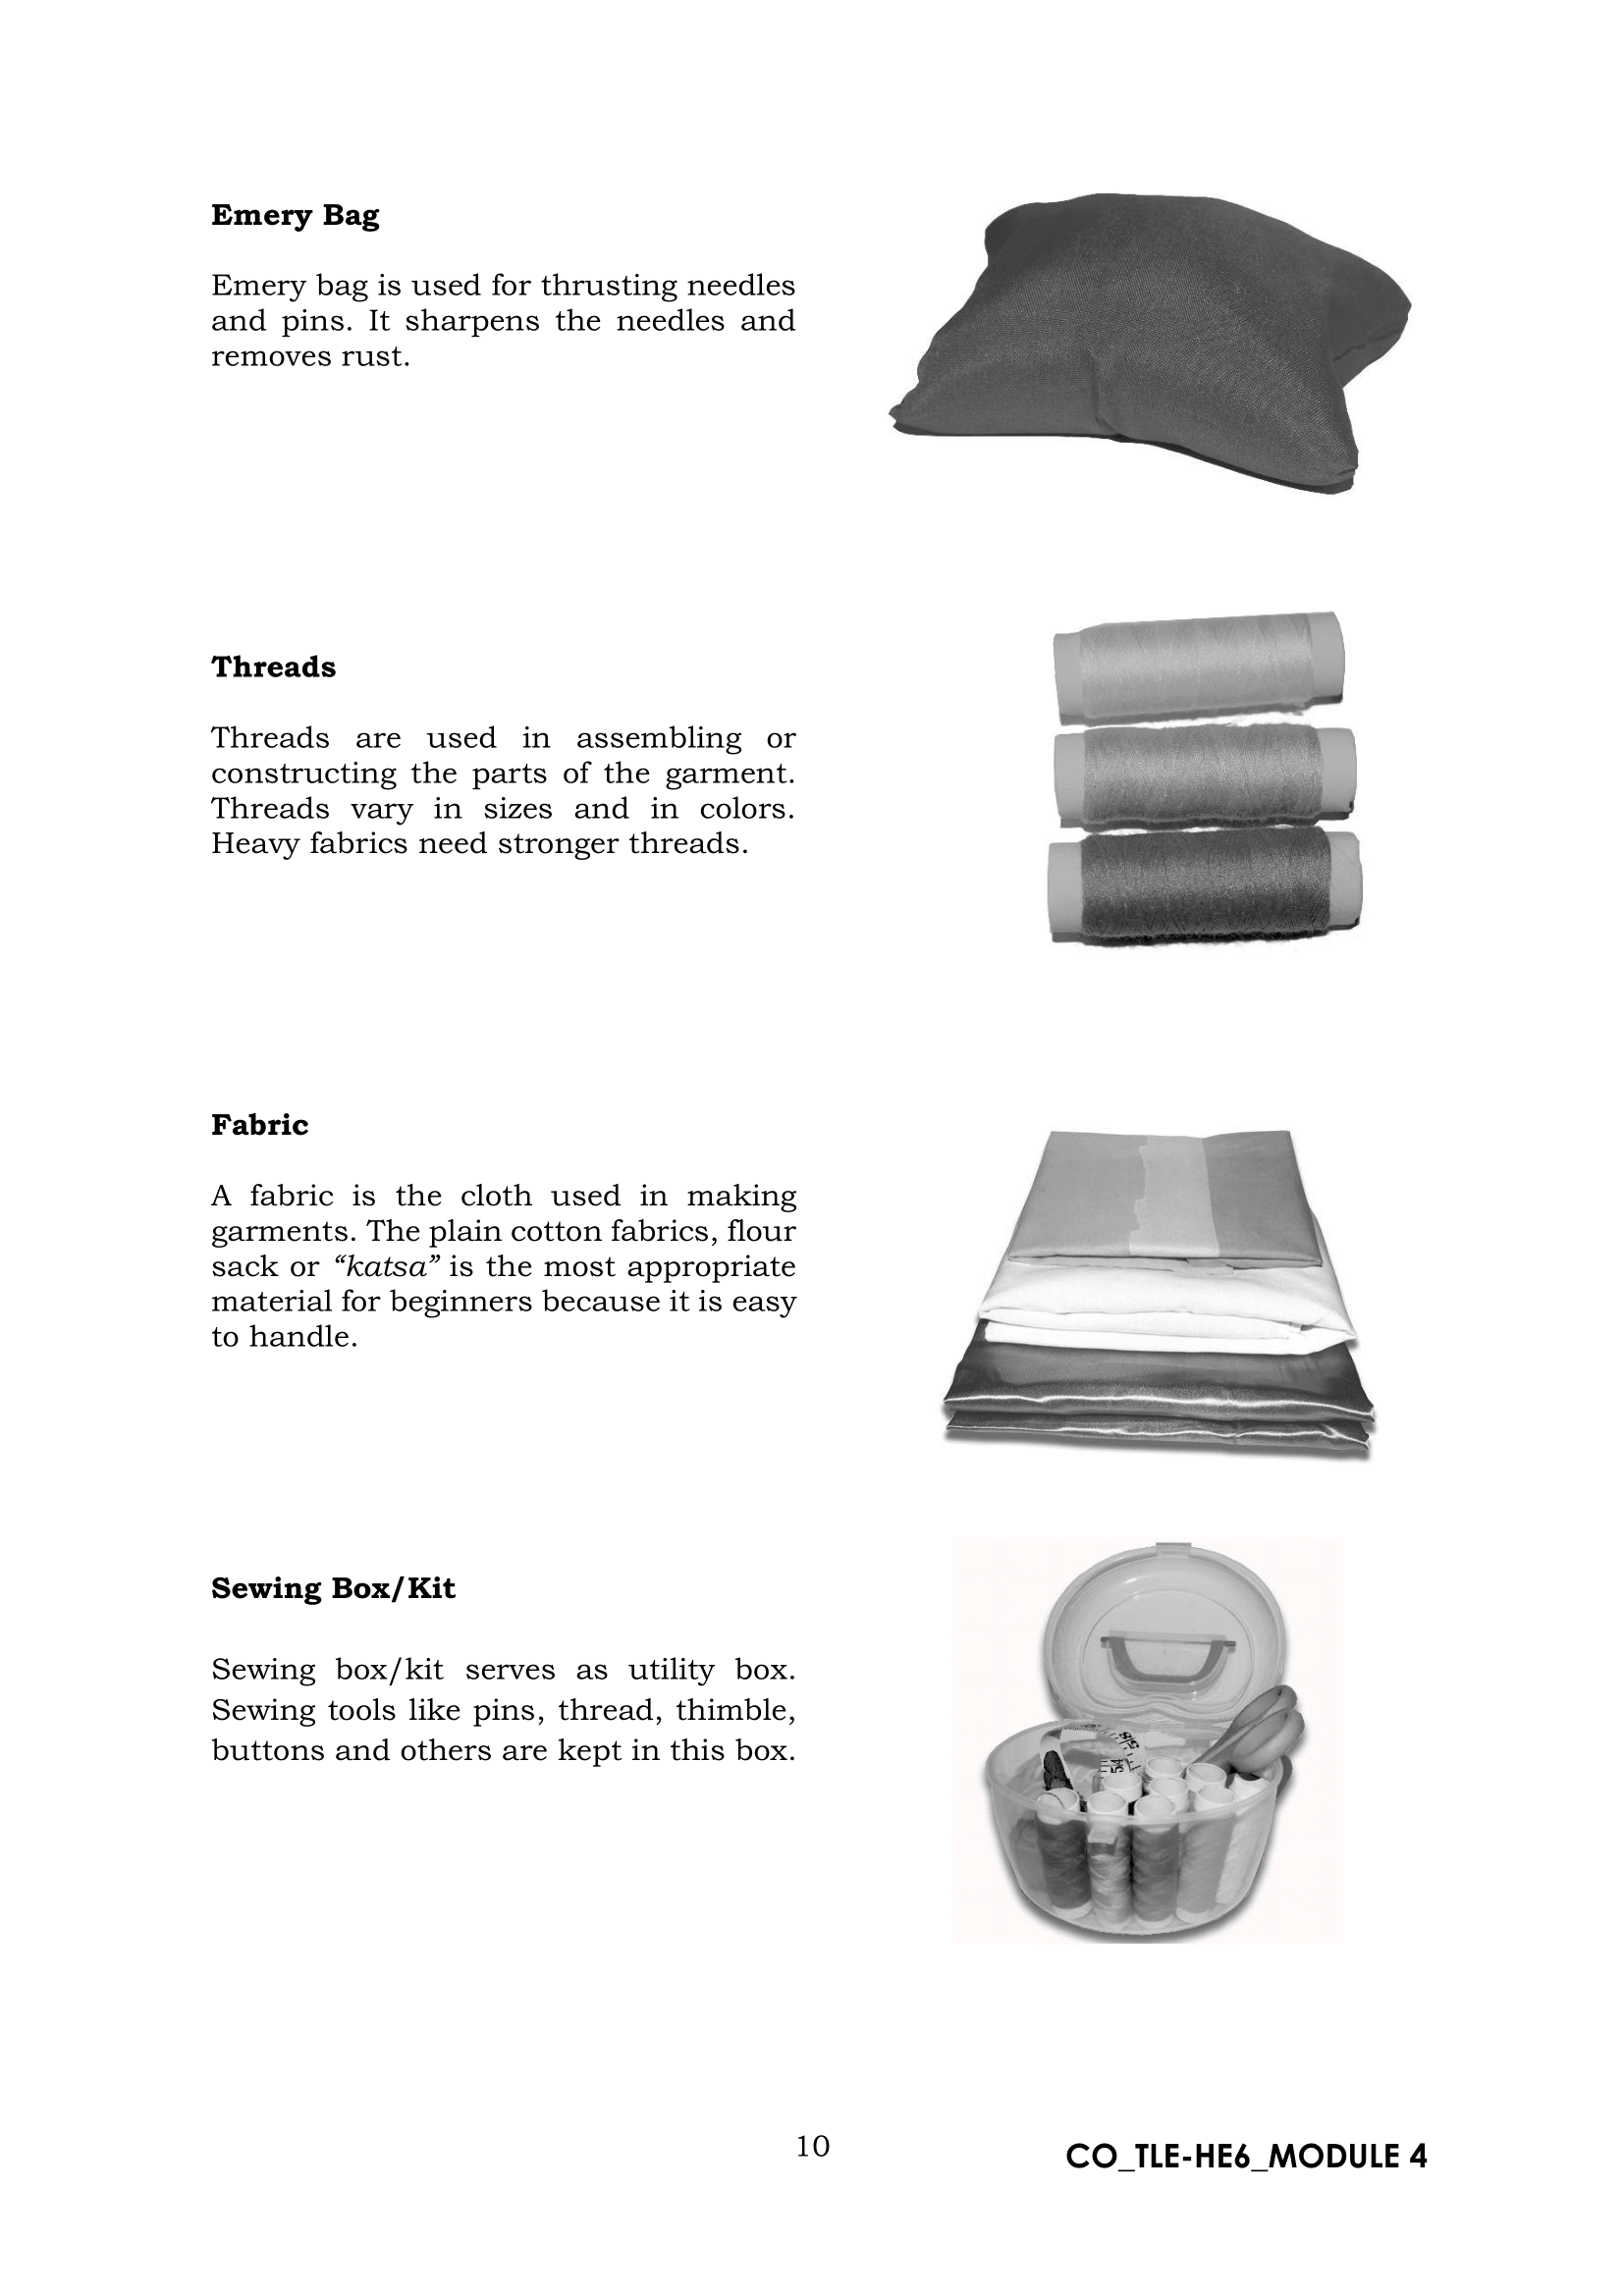 Emery Bag
Emery bag is used for thrusting needles
and pins. It sharpens the needles and
removes rust.
Threads
Threads are used in assembling or
constructing the parts of the garment.
Threads vary in sizes and in colors.
Heavy fabrics need stronger threads.
Fabric
A fabric is the cloth used in making
garments. The plain cotton fabrics, flour
sack or “katsa” is the most appropriate
material for beginners because it is easy
to handle.
Sewing Box/Kit
Sewing box/kit serves as utility box.
Sewing tools like pins, thread, thimble,
buttons and others are kept in this box.
10
CO_TLE-HE6_MODULE 4